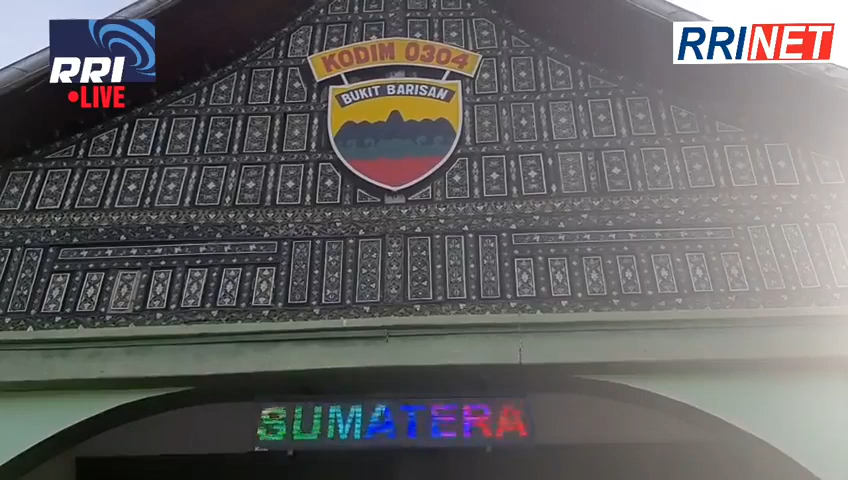 RRI
LIVE
RRINET
KODIM 0304
BUKIT BARISAN
SUMATERA